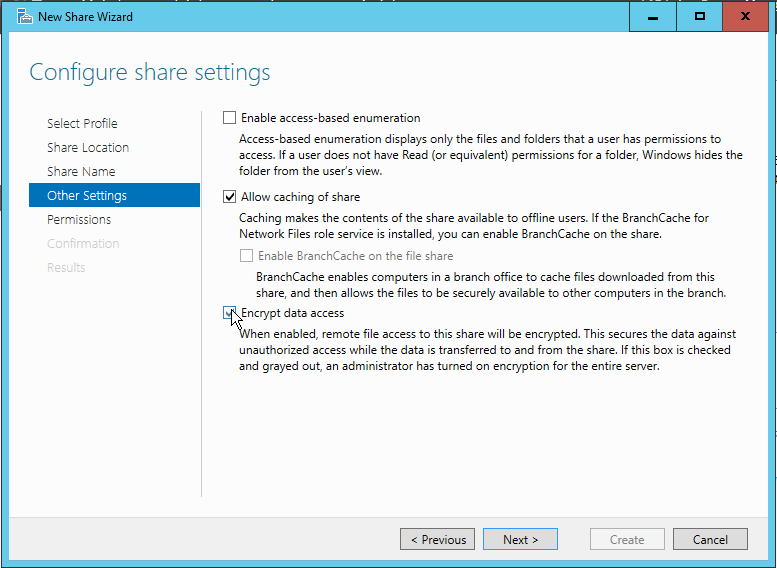 New Share Wizard
Configure share settings
Select Profile
Share Location
Share Name
Other Settings
Permissions
Confirmation
Results
Enable access-based enumeration
Access-based enumeration displays only the files and folders that a user has permissions to
access. If a user does not have Read (or equivalent) permissions for a folder, Windows hides the
folder from the user's view.
Allow caching of share
Caching makes the contents of the share available to offline users. If the BranchCache for
Network Files role service is installed, you can enable BranchCache on the share.
Enable BranchCache on the file share
BranchCache enables computers in a branch office to cache files downloaded from this
share, and then allows the files to be securely available to other computers in the branch.
Encrypt data access
When enabled, remote file access to this share will be encrypted. This secures the data against
unauthorized access while the data is transferred to and from the share. If this box is checked
and grayed out, an administrator has turned on encryption for the entire server.
< Previous
Next >
Create
Cancel